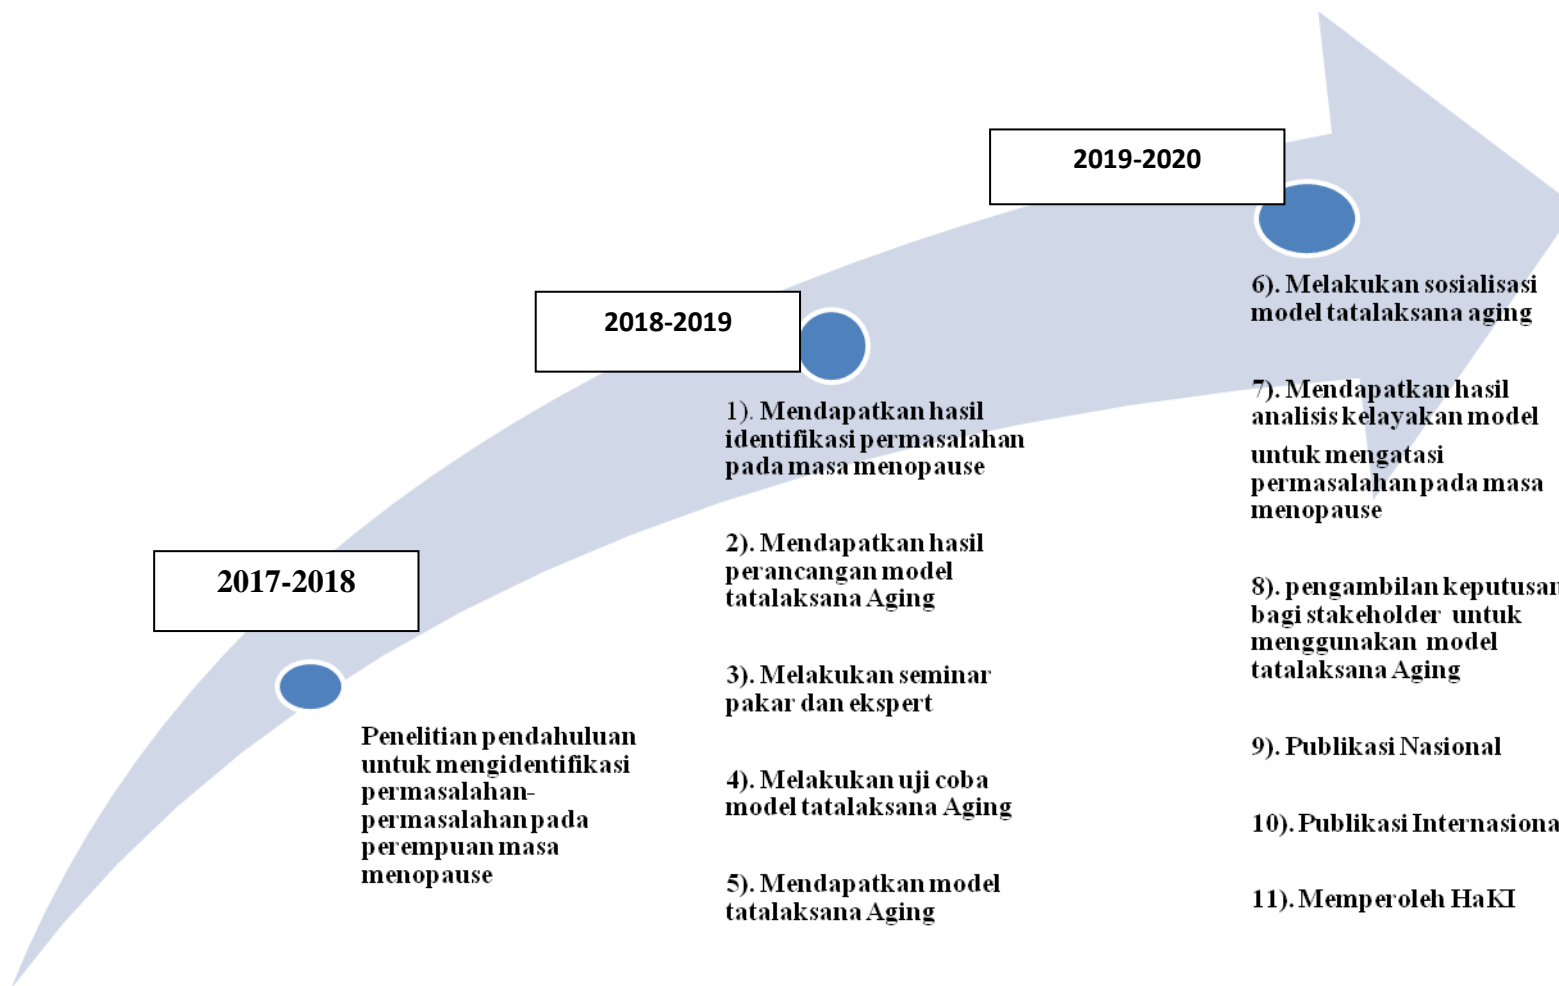 2017-2018
Penelitian pendahuluan
untuk mengidentifikasi
permasalahan-
permasalahan pada
perempuan masa
menopause
2018-2019
1). Mendapatkan hasil
identifikasi permasalahan
pada masa menopause
2). Mendapatkan hasil
perancangan model
tatalaksana Aging
3). Melakukan seminar
pakar dan ekspert
4). Melakukan uji coba
model tatalaksana Aging
5). Mendapatkan model
tatalaksana Aging
2019-2020
6). Melakukan sosialisasi
model tatalaksana aging
7). Mendapatkan hasil
analisis kelayakan model
untuk mengatasi
permasalahan pada masa
menopause
8). pengambilan keputusan
bagi stakeholder untuk
menggunakan model
tatalaksana Aging
9). Publikasi Nasional
10). Publikasi Internasiona
11). Memperoleh HaKI